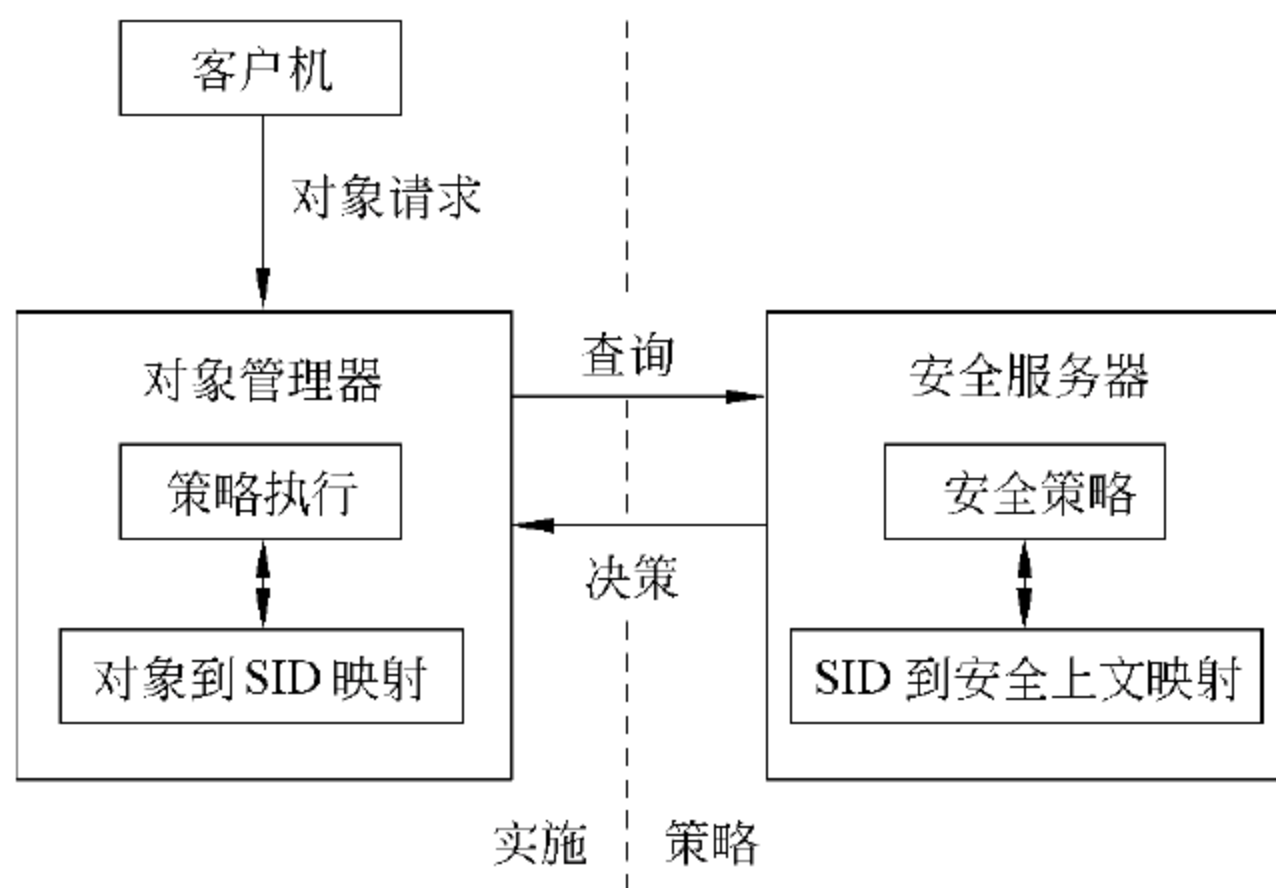 客户机
对象请求
对象管理器
查询
安全服务器
策略执行
安全策略
决策
对象到SID映射
SID到安全上文映射
实施
策略